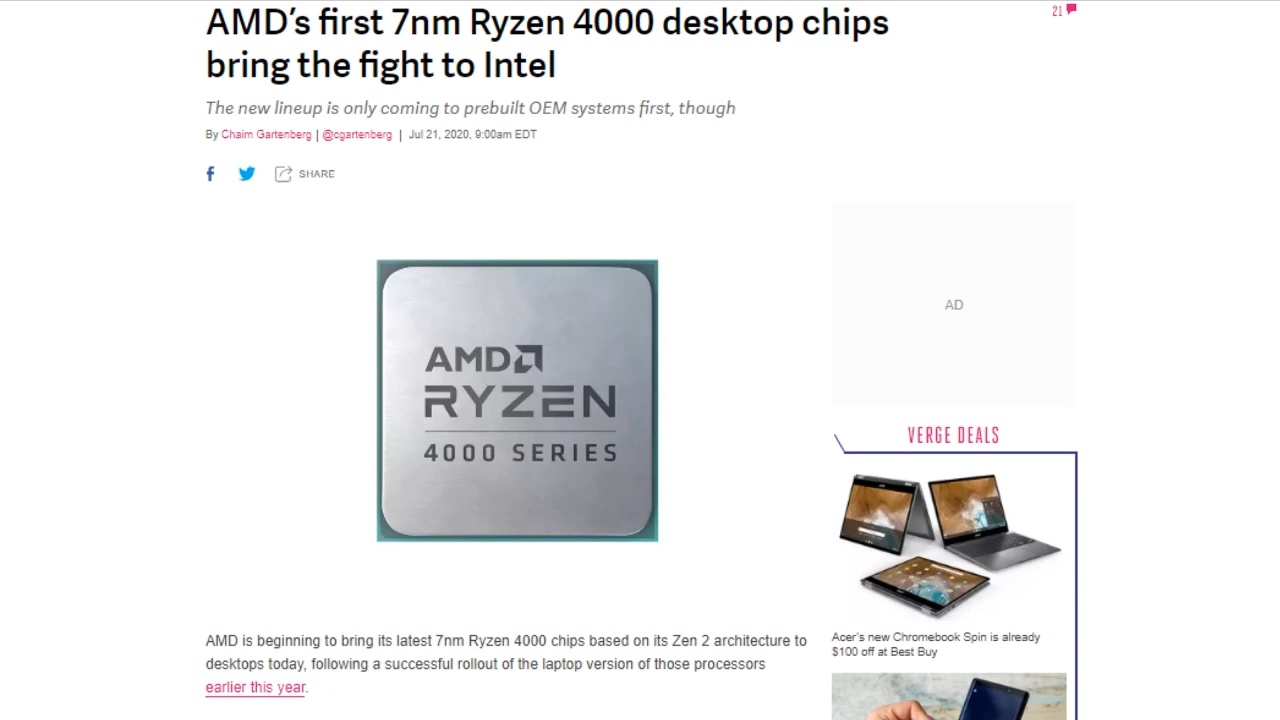 AMD’s first 7nm Ryzen 4000 desktop chips
bring the fight to Intel
21
The new lineup is only coming to prebuilt OEM systems first, though
By Chaim Gartenberg | @cgartenberg | Jul 21, 2020, 9:00am EDT
SHARE
AMD
RYZEN
4000 SERIES
AMD is beginning to bring its latest 7nm Ryzen 4000 chips based on its Zen 2 architecture to
desktops today, following a successful rollout of the laptop version of those processors
earlier this year.
AD
VERGE DEALS
Acer's new Chromebook Spin is already
$100 off at Best Buy